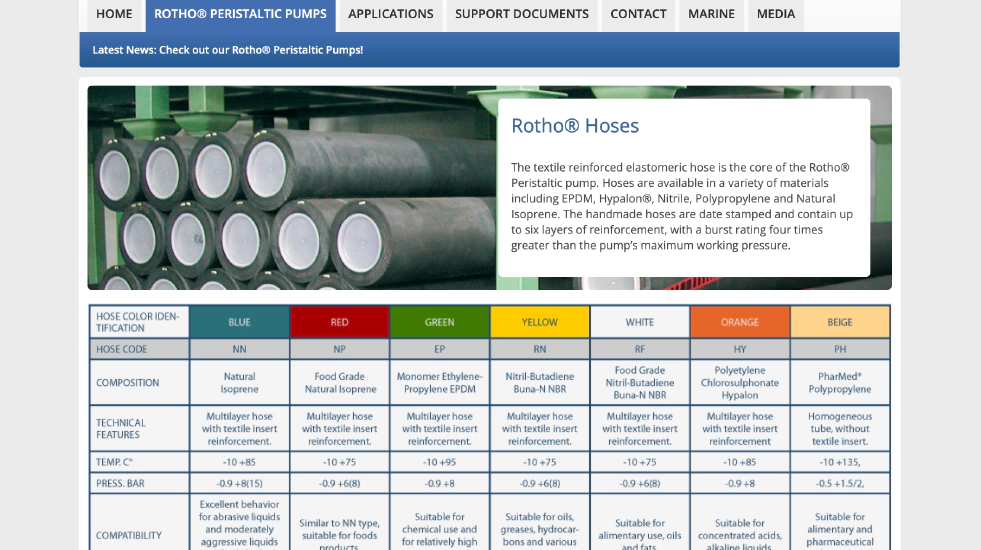 HOME ROTHO® PERISTALTIC PUMPS APPLICATIONS SUPPORT DOCUMENTS CONTACT MARINE MEDIA
Latest News: Check out our Rotho® Peristaltic Pumps!
Rotho® Hoses
The textile reinforced elastomeric hose is the core of the Rotho®
Peristaltic pump. Hoses are available in a variety of materials
including EPDM, Hypalon®, Nitrile, Polypropylene and Natural
Isoprene. The handmade hoses are date stamped and contain up
to six layers of reinforcement, with a burst rating four times
greater than the pump's maximum working pressure.
HOSE COLOR IDEN-
TIFICATION
BLUE RED GREEN YELLOW WHITE ORANGE BEIGE
HOSE CODE NN NP EP RN RF HY PH
COMPOSITION
Natural
Isoprene
Food Grade
Natural Isoprene
Monomer Ethylene-
Propylene EPDM
Nitril-Butadiene
Buna-N NBR
Food Grade
Nitril-Butadiene
Buna-N NBR
Polyetylene
Chlorosulphonate
Hypalon
PharMed®
Polypropylene
TECHNICAL
FEATURES
Multilayer hose
with textile insert
reinforcement.
Multilayer hose
with textile insert
reinforcement.
Multilayer hose
with textile insert
reinforcement.
Multilayer hose
with textile insert
reinforcement.
Multilayer hose
with textile insert
reinforcement.
Multilayer hose
with textile insert
reinforcement
Homogeneous
tube, without
textile insert.
TEMP. C° -10 +85 -10 +75 -10 +95 -10 +75 -10 +75 -10 +85 -10 +135,
PRESS. BAR -0.9 +8(15) -0.9 +6(8) -0.9 +8 -0.9 +6(8) -0.9 +6(8) -0.9 +8 -0.5 +1.5/2,
COMPATIBILITY
Excellent behavior
for abrasive liquids
and moderately
aggressive liquids
Similar to NN type,
suitable for foods
products
Suitable for
chemical use and
for relatively high
Suitable for oils,
greases, hydrocar-
bons and various
Suitable for
alimentary use, oils
and fats
Suitable for
concentrated acids,
alkaline liquids
Suitable for
alimentary and
pharmaceutical